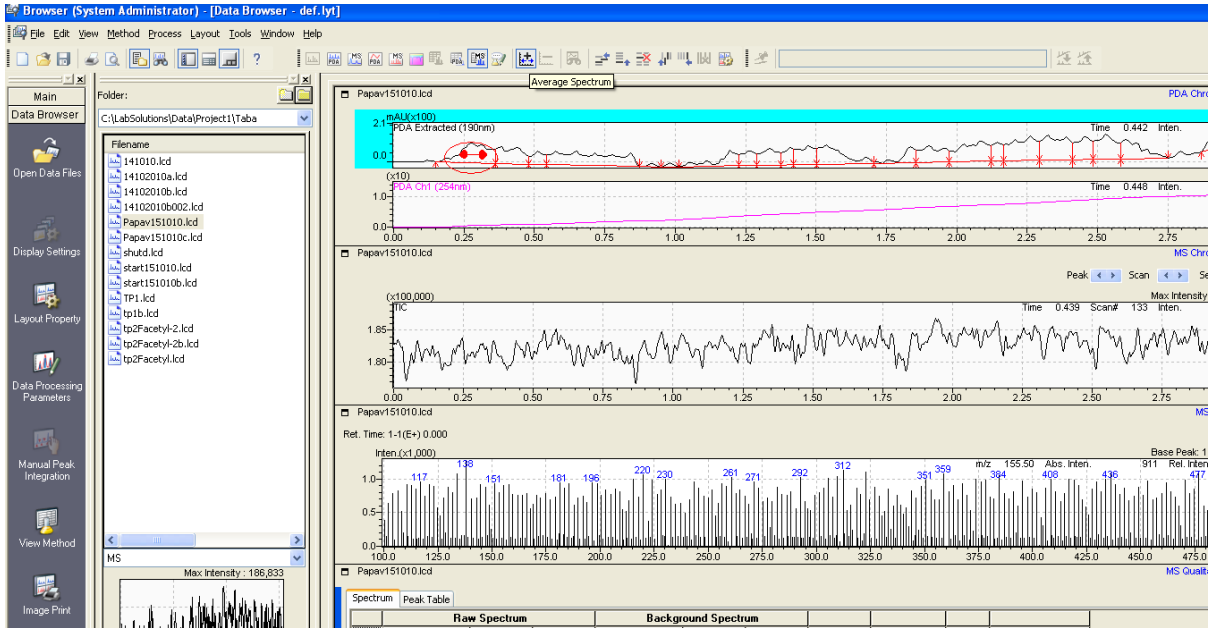 Browser (System Administrator) - [Data Browser - def.lyt]
File Edit View Method Process Layout Tools Window Help
Average Spectrum
Main
Data Browser
Open Data Files
Display Settings
Layout Property
Data Processing
Parameters
Manual Peak
Integration
View Method
Image Print
Folder:
C:\LabSolutions\Data\Project1\Taba
Filename
141010.lcd
14102010a.lcd
14102010b.lcd
14102010b002.lcd
Papav151010.lcd
Papav151010c.lcd
shutd.lcd
start151010.lcd
start151010b.lcd
TP1.lcd
tp1b.lcd
tp2Facetyl-2.lcd
tp2Facetyl-2b.lcd
tp2Facetyl.lcd
MS
Max Intensity : 186,833
Papav151010.lcd PDA Chro
mAU(x100)
2.1 PDA Extracted (190nm) Time 0.442 Inten.
0.0
(x10)
PDA Ch1 (254nm) Time 0.448 Inten.
1.0
0.0
0.00 0.25 0.50 0.75 1.00 1.25 1.50 1.75 2.00 2.25 2.50 2.75
Papav151010.lcd MS Chro
Peak Scan Se
(x100,000) Max Intensity
TIC Time 0.439 Scan# 133 Inten.
1.85
1.80
0.00 0.25 0.50 0.75 1.00 1.25 1.50 1.75 2.00 2.25 2.50 2.75
Papav151010.lcd MS
Ret. Time: 1-1(E+) 0.000
Inten.(x1,000) Base Peak: 1
m/z 155.50 Abs. Inten. 911 Rel. Inten
117 138 151 181 196 220 230 261 271 292 312 351 359 384 408 436 477
1.0
0.5
0.0
100.0 125.0 150.0 175.0 200.0 225.0 250.0 275.0 300.0 325.0 350.0 375.0 400.0 425.0 450.0 475.0
Papav151010.lcd MS Qualit
Spectrum Peak Table
Raw Spectrum Background Spectrum